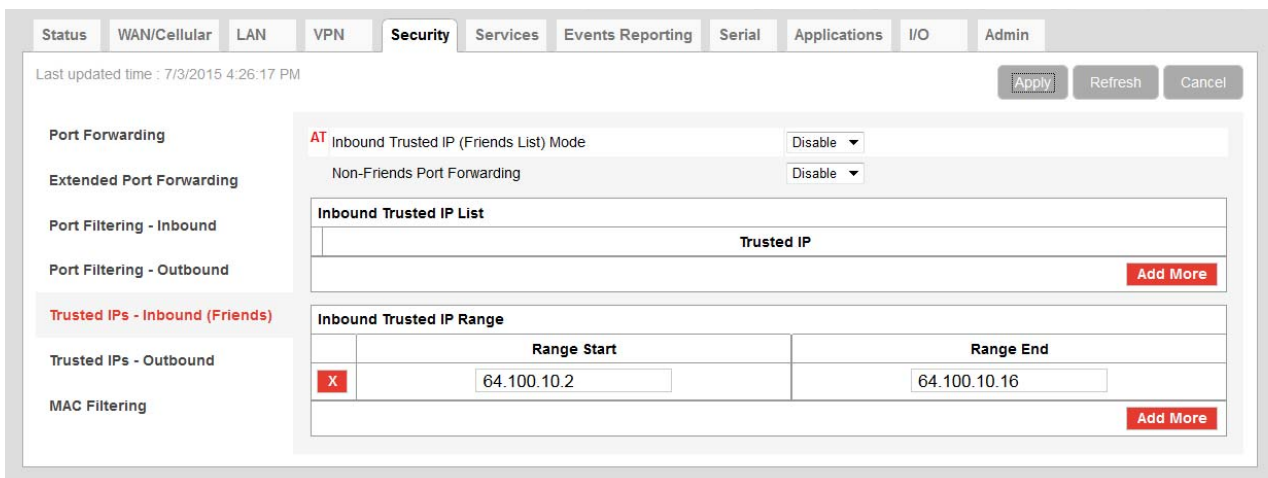 Status WAN/Cellular LAN VPN Security Services Events Reporting Serial Applications I/O Admin
Last updated time : 7/3/2015 4:26:17 PM
Apply Refresh Cancel
Port Forwarding
Extended Port Forwarding
Port Filtering - Inbound
Port Filtering - Outbound
Trusted IPs - Inbound (Friends)
Trusted IPs - Outbound
MAC Filtering
AT Inbound Trusted IP (Friends List) Mode Disable
Non-Friends Port Forwarding Disable
Inbound Trusted IP List
Trusted IP
Add More
Inbound Trusted IP Range
Range Start Range End
X 64.100.10.2 64.100.10.16
Add More